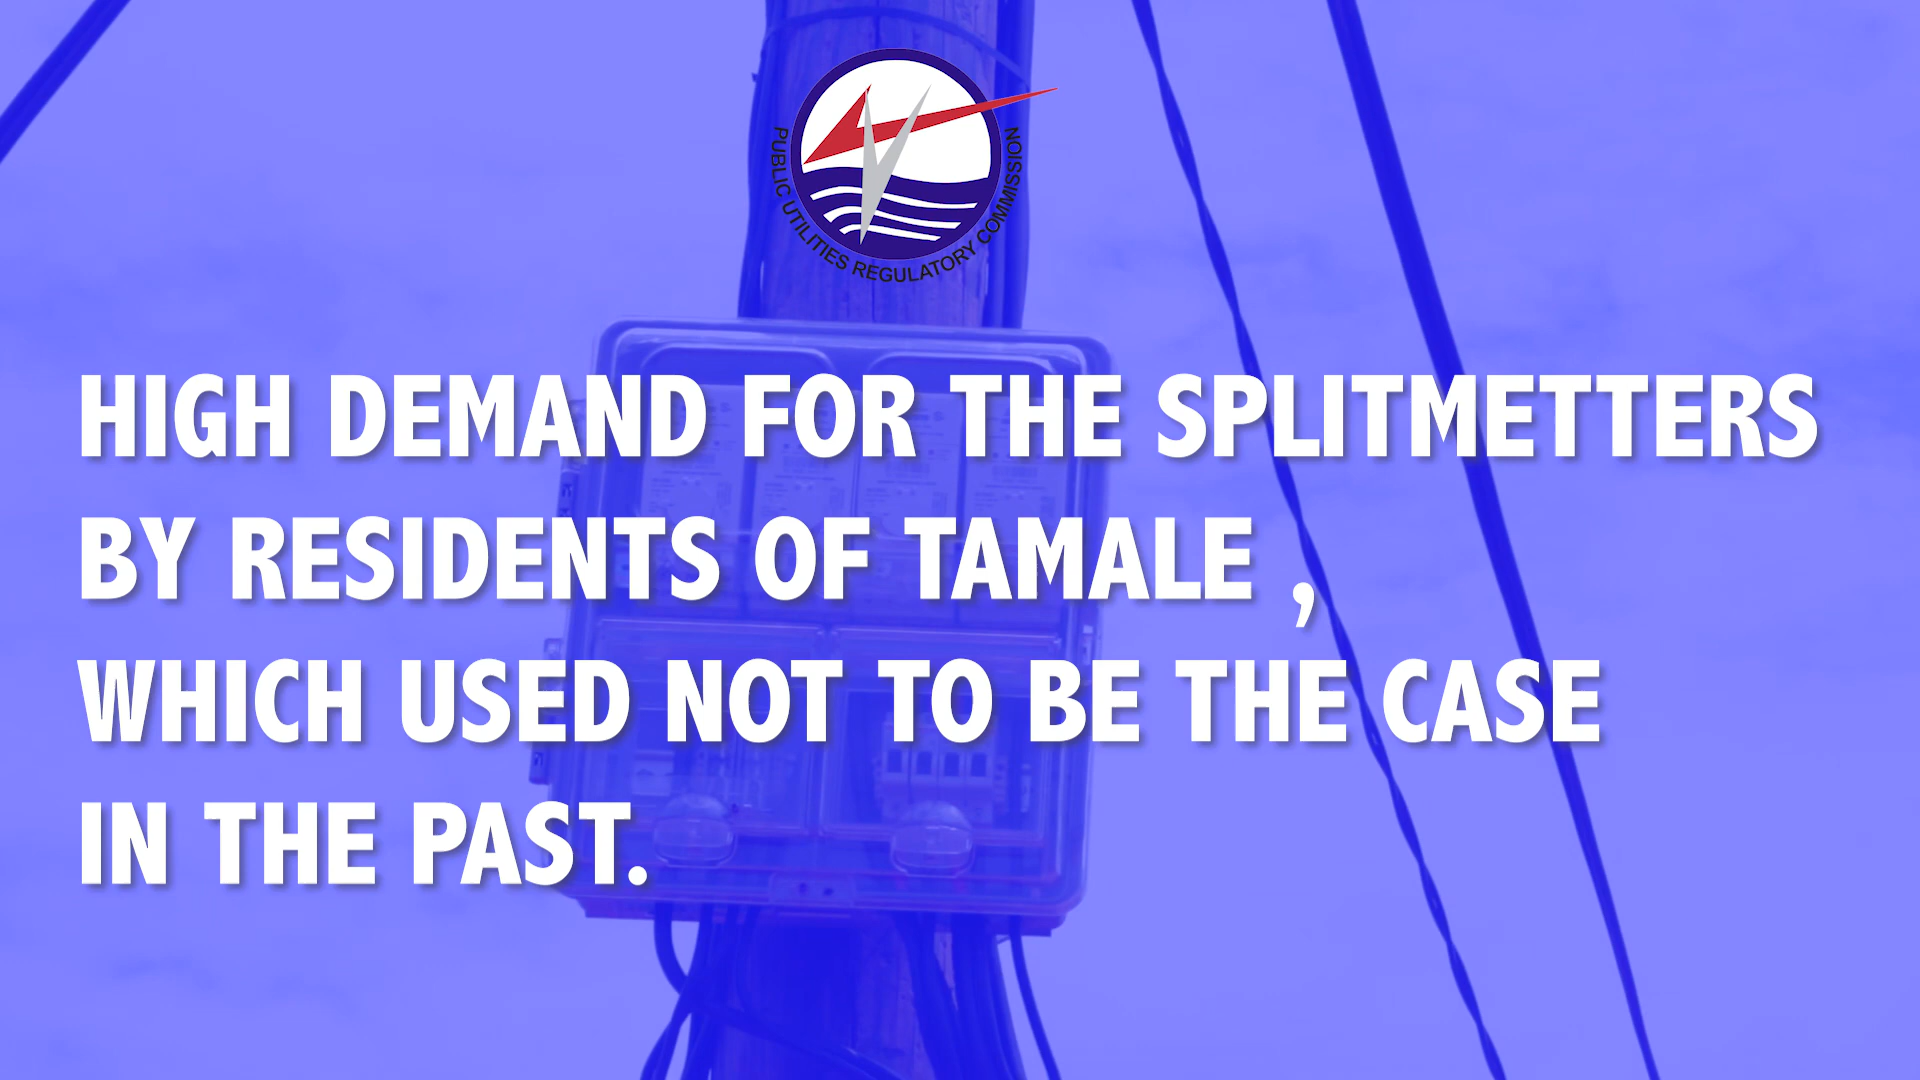 PUBLIC UTILITIES REGULATORY COMMISSION
HIGH DEMAND FOR THE SPLITMETTERS
BY RESIDENTS OF TAMALE ,
WHICH USED NOT TO BE THE CASE
IN THE PAST.